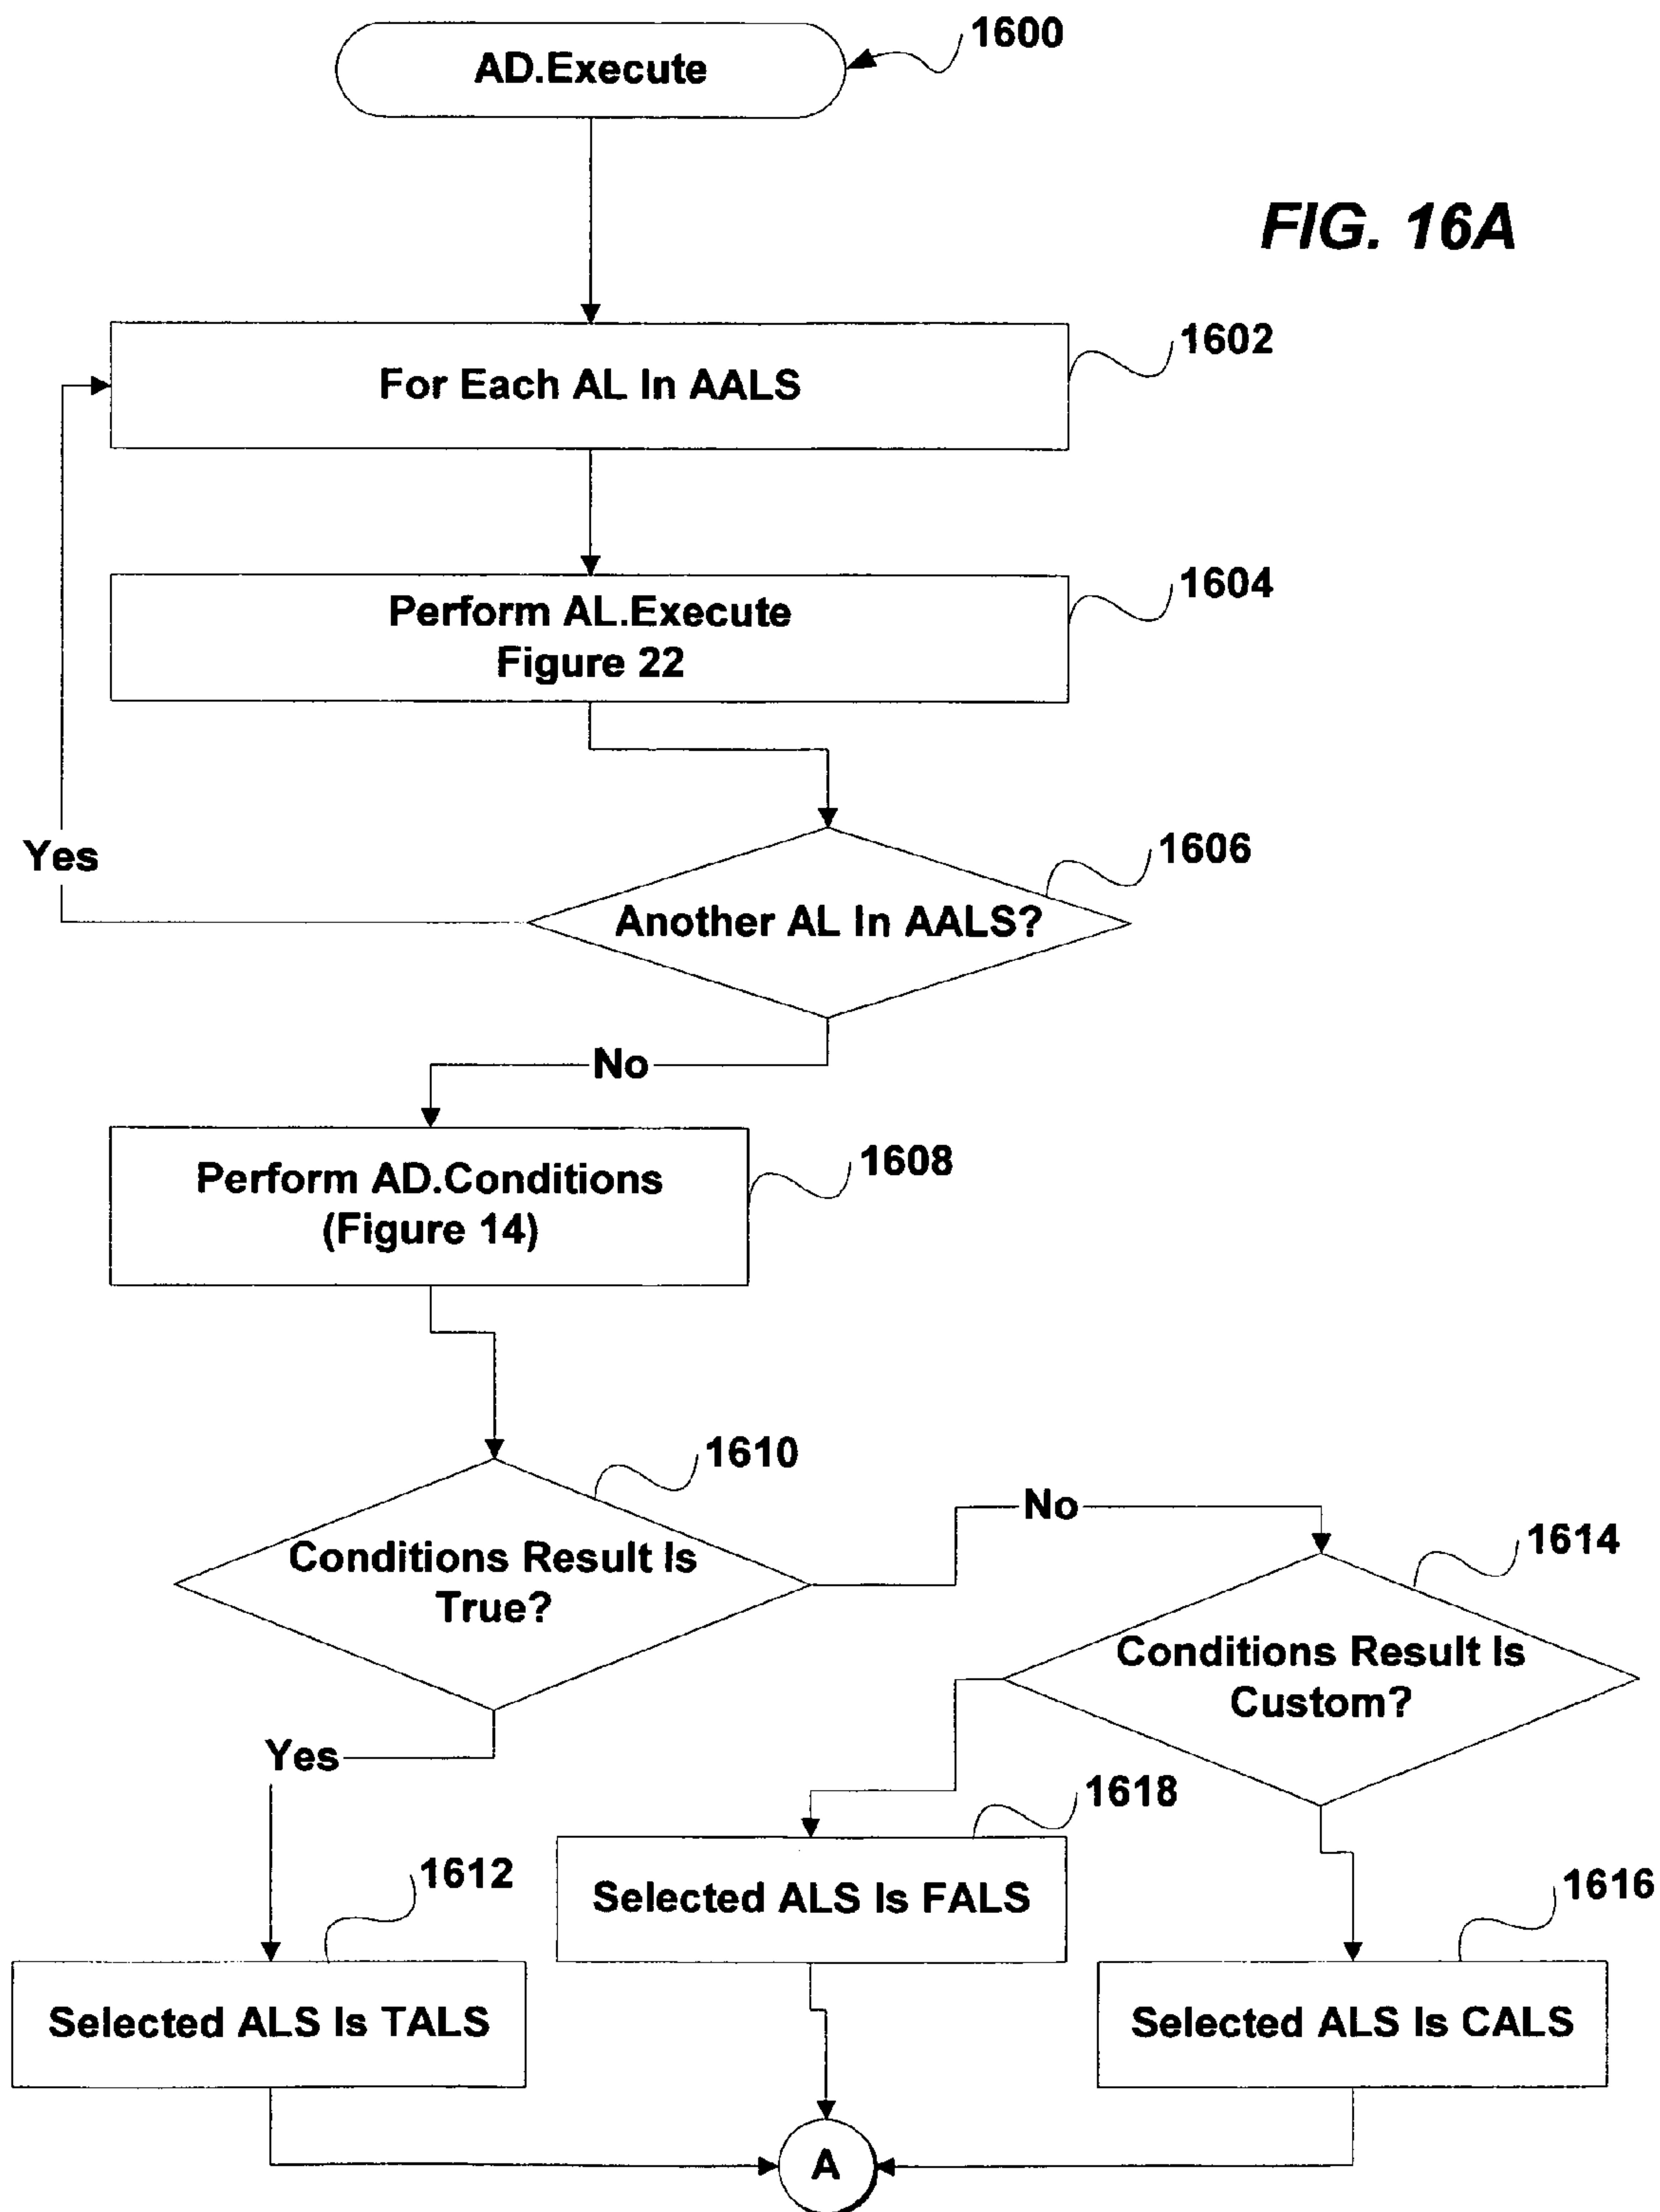 AD.Execute
1600
FIG. 16A
For Each AL In AALS
1602
Perform AL.Execute
Figure 22
1604
Yes
Another AL In AALS?
1606
No
Perform AD.Conditions
(Figure 14)
1608
Conditions Result Is
True?
1610
No
Conditions Result Is
Custom?
1614
Yes
Selected ALS Is FALS
1618
Selected ALS Is TALS
1612
Selected ALS Is CALS
1616
A